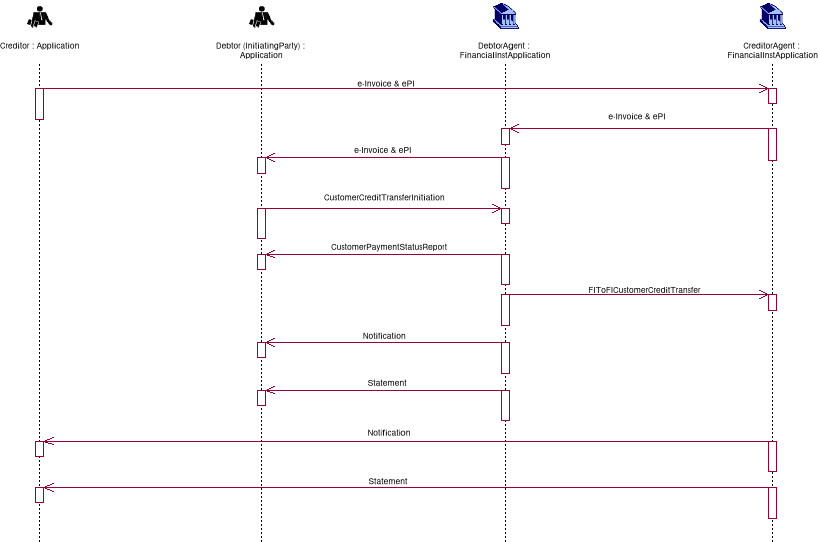 Creditor : Application
Debtor (InitiatingParty) :
Application
DebtorAgent :
FinancialInstApplication
CreditorAgent :
FinancialInstApplication
e-Invoice & ePI
e-Invoice & ePI
e-Invoice & ePI
CustomerCreditTransferInitiation
CustomerPaymentStatusReport
FIToFICustomerCreditTransfer
Notification
Statement
Notification
Statement